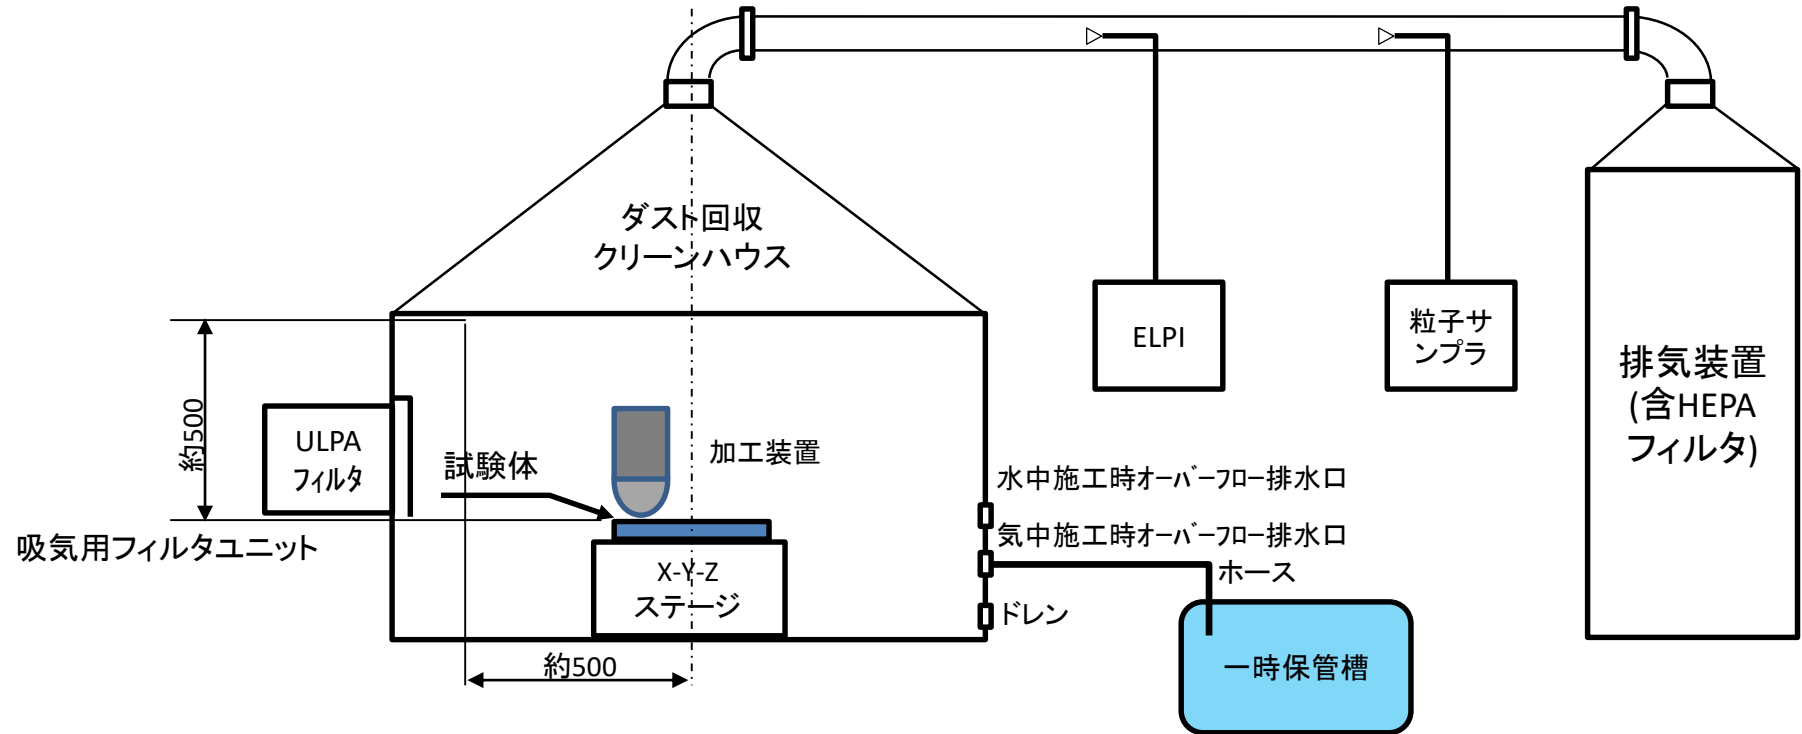 ダスト回収
クリーンハウス
ELPI
粒子サ
ンプラ
排気装置
(含HEPA
フィルタ)
約500
ULPA
フィルタ
試験体
加工装置
水中施工時オーバーフロー排水口
気中施工時オーバーフロー排水口
吸気用フィルタユニット
X-Y-Z
ステージ
ホース
ドレン
約500
一時保管槽